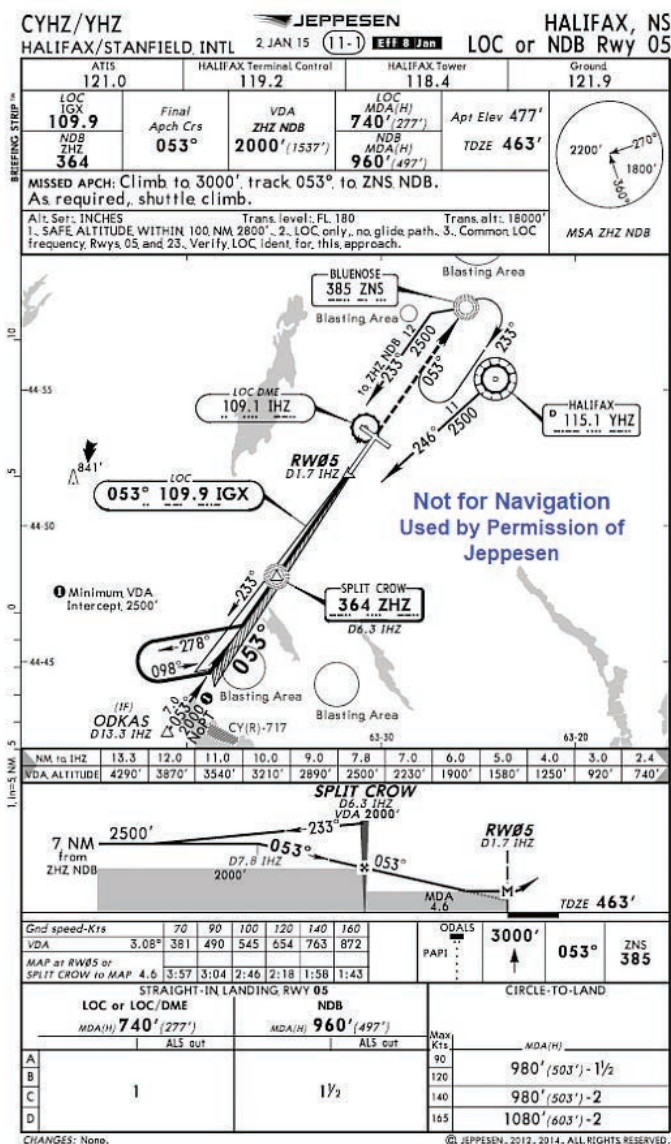 CYHZ/YHZ
JEPPESEN
HALIFAX, NS
HALIFAX/STANFIELD INTL
2 JAN 15
11-1
Eff 8 Jan
LOC or NDB Rwy 05
BRIEFING STRIP™
ATIS
121.0
HALIFAX Terminal Control
119.2
HALIFAX Tower
118.4
Ground
121.9
LOC
IGX
109.9
NDB
ZHZ
364
Final
Apch Crs
053°
VDA
ZHZ NDB
2000' (1537')
LOC
MDA(H)
740' (277')
NDB
MDA(H)
960' (497')
Apt Elev 477'
TDZE 463'
2200'
270°
1800'
360°
MSA ZHZ NDB
MISSED APCH: Climb to 3000' track 053° to ZNS NDB.
As required, shuttle climb.
Alt Set: INCHES
Trans level: FL 180
Trans alt: 18000'
1. SAFE ALTITUDE WITHIN 100 NM 2800'. 2. LOC only, no glide path. 3. Common LOC
frequency Rwys 05 and 23. Verify LOC ident for this approach.
Blasting Area
BLUENOSE
385 ZNS
Blasting Area
to ZHZ NDB 12
2500
233°
053°
233°
LOC DME
109.1 IHZ
HALIFAX
D 115.1 YHZ
11
2500
246°
10
44-55
5
RWØ5
D1.7 IHZ
841'
LOC
053° 109.9 IGX
44-50
Not for Navigation
Used by Permission of
Jeppesen
SPLIT CROW
364 ZHZ
D6.3 IHZ
233°
Minimum VDA
Intercept 2500'
0
44-45
278°
098°
053°
Blasting Area
Blasting Area
(IF)
ODKAS
D13.3 IHZ
7.0
053°
2000
NoPT
CY(R)-717
63-30
63-20
5
1 in=5 NM
NM to IHZ 13.3 12.0 11.0 10.0 9.0 7.8 7.0 6.0 5.0 4.0 3.0 2.4
VDA ALTITUDE 4290' 3870' 3540' 3210' 2890' 2500' 2230' 1900' 1580' 1250' 920' 740'
SPLIT CROW
D6.3 IHZ
VDA 2000'
7 NM
from
ZHZ NDB
2500'
233°
053°
D7.8 IHZ
2000'
053°
RWØ5
D1.7 IHZ
M
MDA
4.6
TDZE 463'
Gnd speed-Kts 70 90 100 120 140 160
VDA 3.08° 381 490 545 654 763 872
MAP at RWØ5 or
SPLIT CROW to MAP 4.6 3:57 3:04 2:46 2:18 1:58 1:43
ODALS
PAPI
3000'
053°
ZNS
385
STRAIGHT-IN LANDING RWY 05
CIRCLE-TO-LAND
LOC or LOC/DME
NDB
MDA(H) 740' (277')
MDA(H) 960' (497')
ALS out
ALS out
Max
Kts
MDA(H)
A
B
C
D
1
1½
90
120
980' (503') - 1½
140
980' (503') - 2
165
1080' (603') - 2
CHANGES: None.
© JEPPESEN, 2012, 2014. ALL RIGHTS RESERVED.